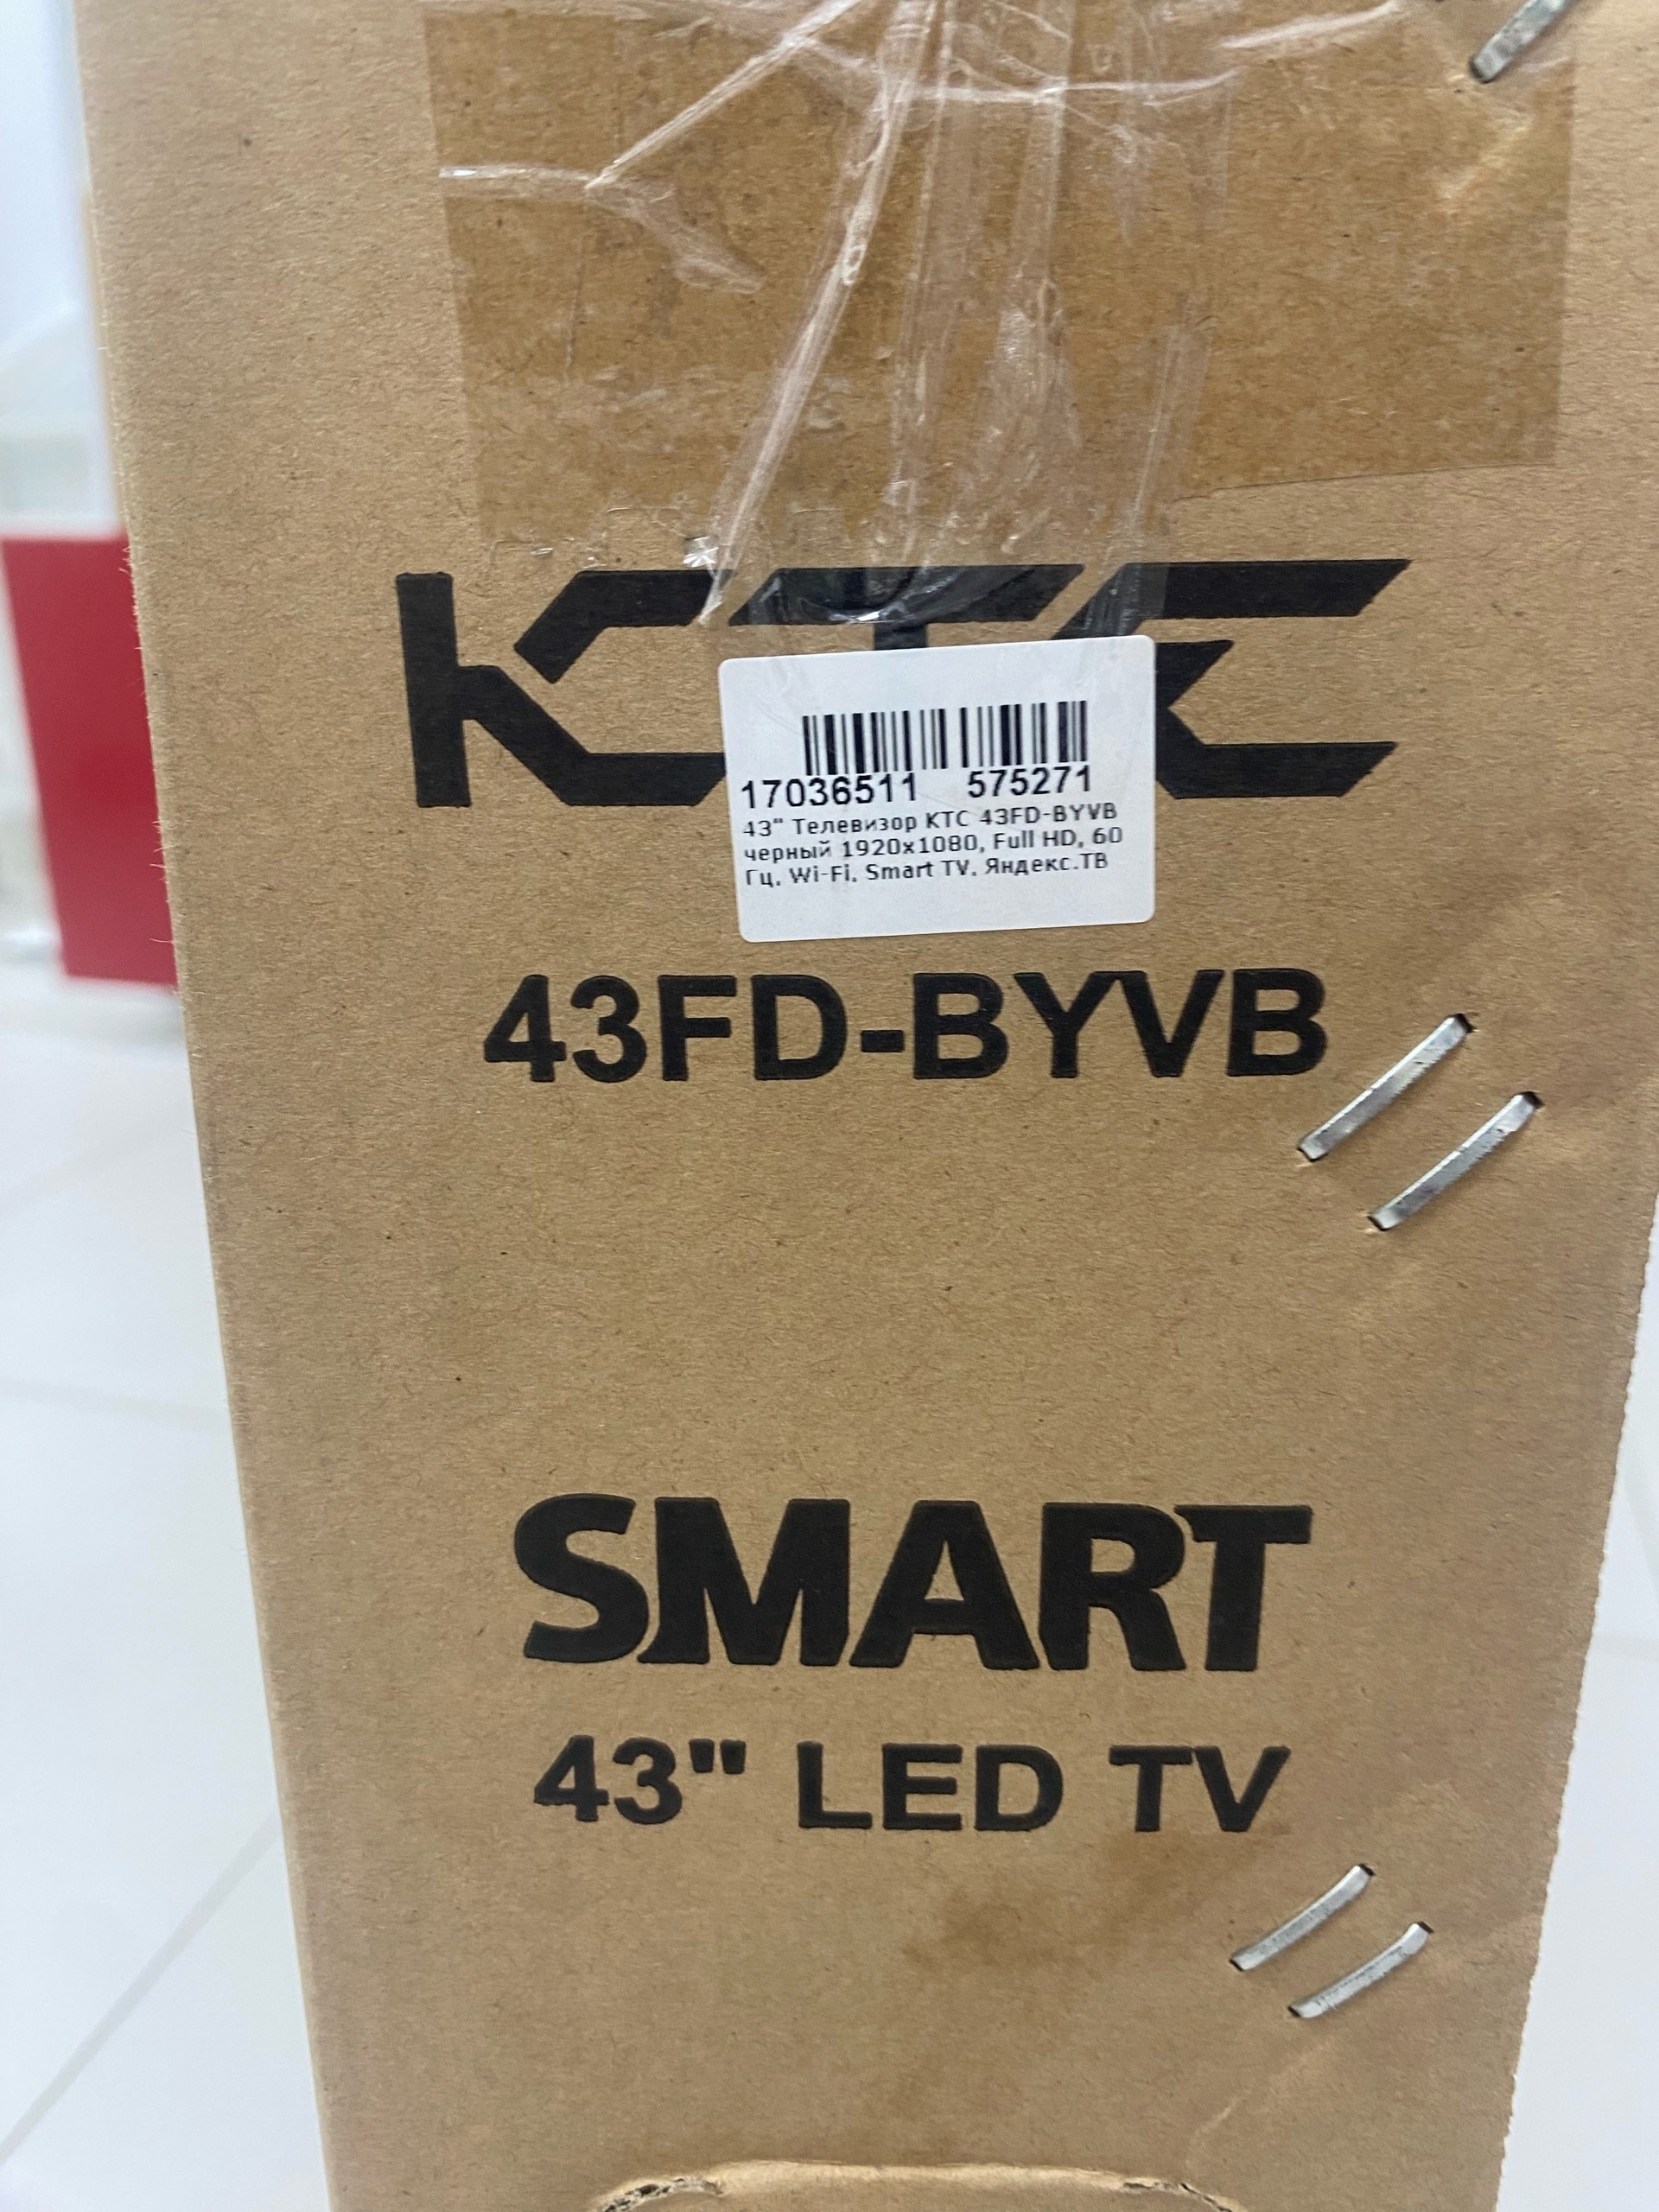 KTC
17036511 575271
43" Телевизор KTC 43FD-BYVB
черный 1920x1080, Full HD, 60
Гц, Wi-Fi, Smart TV, Яндекс.ТВ
43FD-BYVB
SMART
43" LED TV